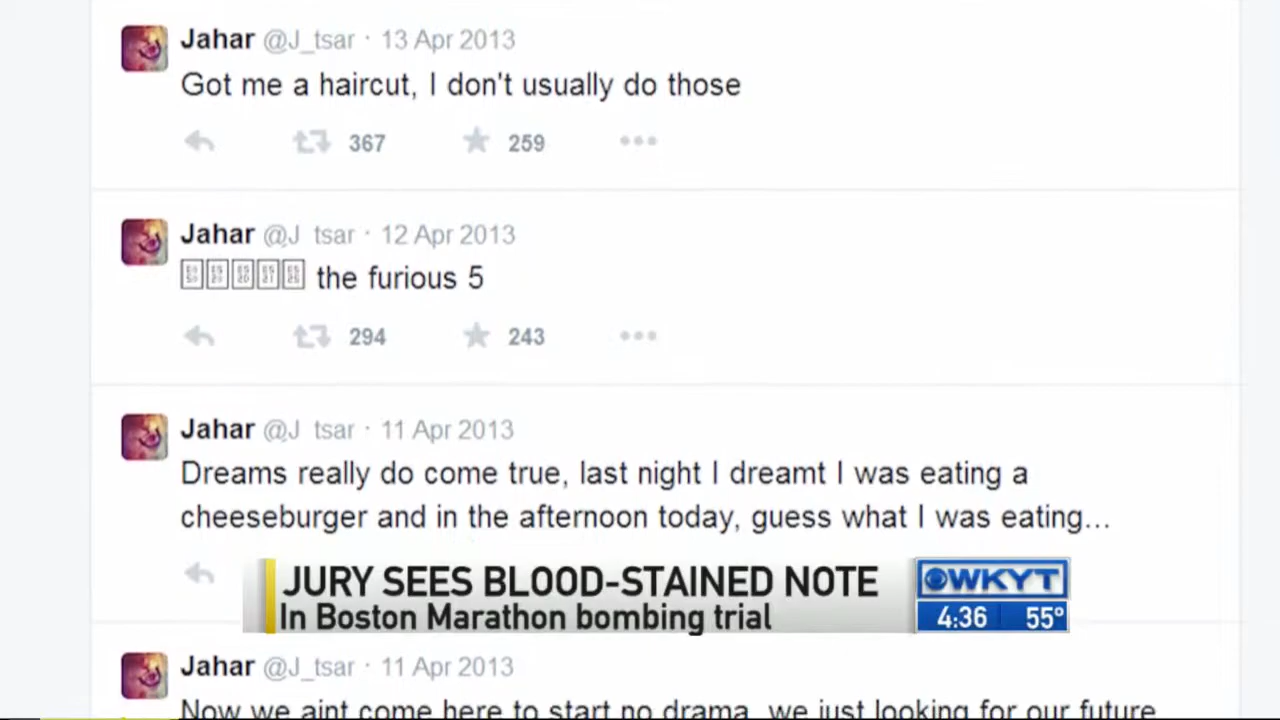 Jahar @J_tsar · 13 Apr 2013
Got me a haircut, I don't usually do those
367 259
Jahar @J tsar · 12 Apr 2013
the furious 5
294 243
Jahar @J tsar · 11 Apr 2013
Dreams really do come true, last night I dreamt I was eating a
cheeseburger and in the afternoon today, guess what I was eating...
JURY SEES BLOOD-STAINED NOTE
In Boston Marathon bombing trial
WKYT
4:36 55°
Jahar @J_tsar · 11 Apr 2013
Now we aint come here to start no drama, we just looking for our future